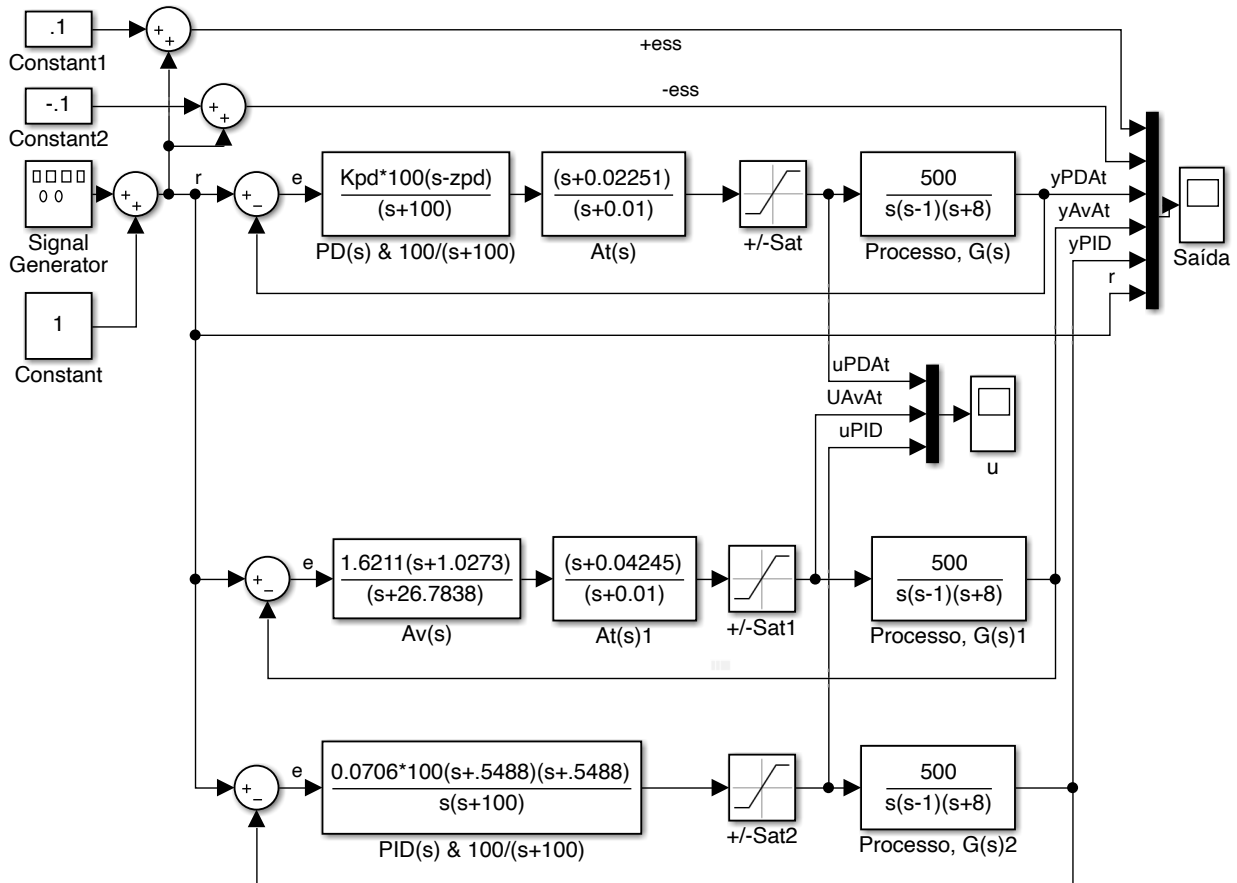 .1
Constant1
+ess
-.1
Constant2
-ess
Signal
Generator
1
Constant
r
e
Kpd*100(s-zpd)
(s+100)
PD(s) & 100/(s+100)
(s+0.02251)
(s+0.01)
At(s)
+/-Sat
500
s(s-1)(s+8)
Processo, G(s)
yPDAt
yAvAt
yPID
r
Saída
uPDAt
UAvAt
uPID
u
e
1.6211(s+1.0273)
(s+26.7838)
Av(s)
(s+0.04245)
(s+0.01)
At(s)1
+/-Sat1
500
s(s-1)(s+8)
Processo, G(s)1
e
0.0706*100(s+.5488)(s+.5488)
s(s+100)
PID(s) & 100/(s+100)
+/-Sat2
500
s(s-1)(s+8)
Processo, G(s)2